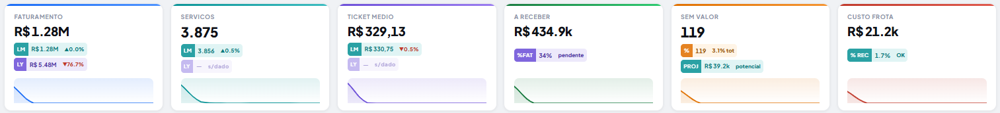 FATURAMENTO
R$ 1.28M
LM R$ 1.28M ▲0.0%
LY R$ 5.48M ▼76.7%
SERVICOS
3.875
LM 3.856 ▲0.5%
LY — s/dado
TICKET MEDIO
R$ 329,13
LM R$ 330,75 ▼0.5%
LY — s/dado
A RECEBER
R$ 434.9k
%FAT 34% pendente
SEM VALOR
119
% 119 3.1% tot
PROJ R$ 39.2k potencial
CUSTO FROTA
R$ 21.2k
% REC 1.7% OK